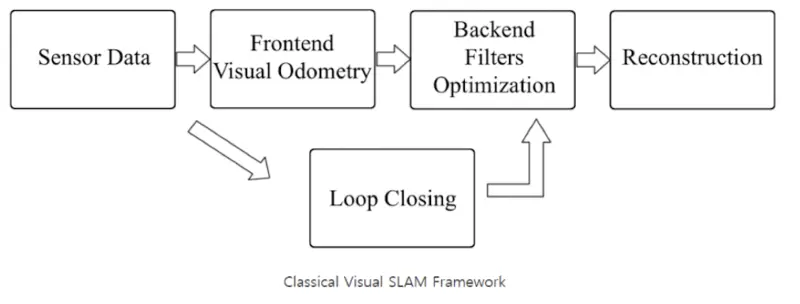 Sensor Data
Frontend
Visual Odometry
Backend
Filters
Optimization
Reconstruction
Loop Closing
Classical Visual SLAM Framework